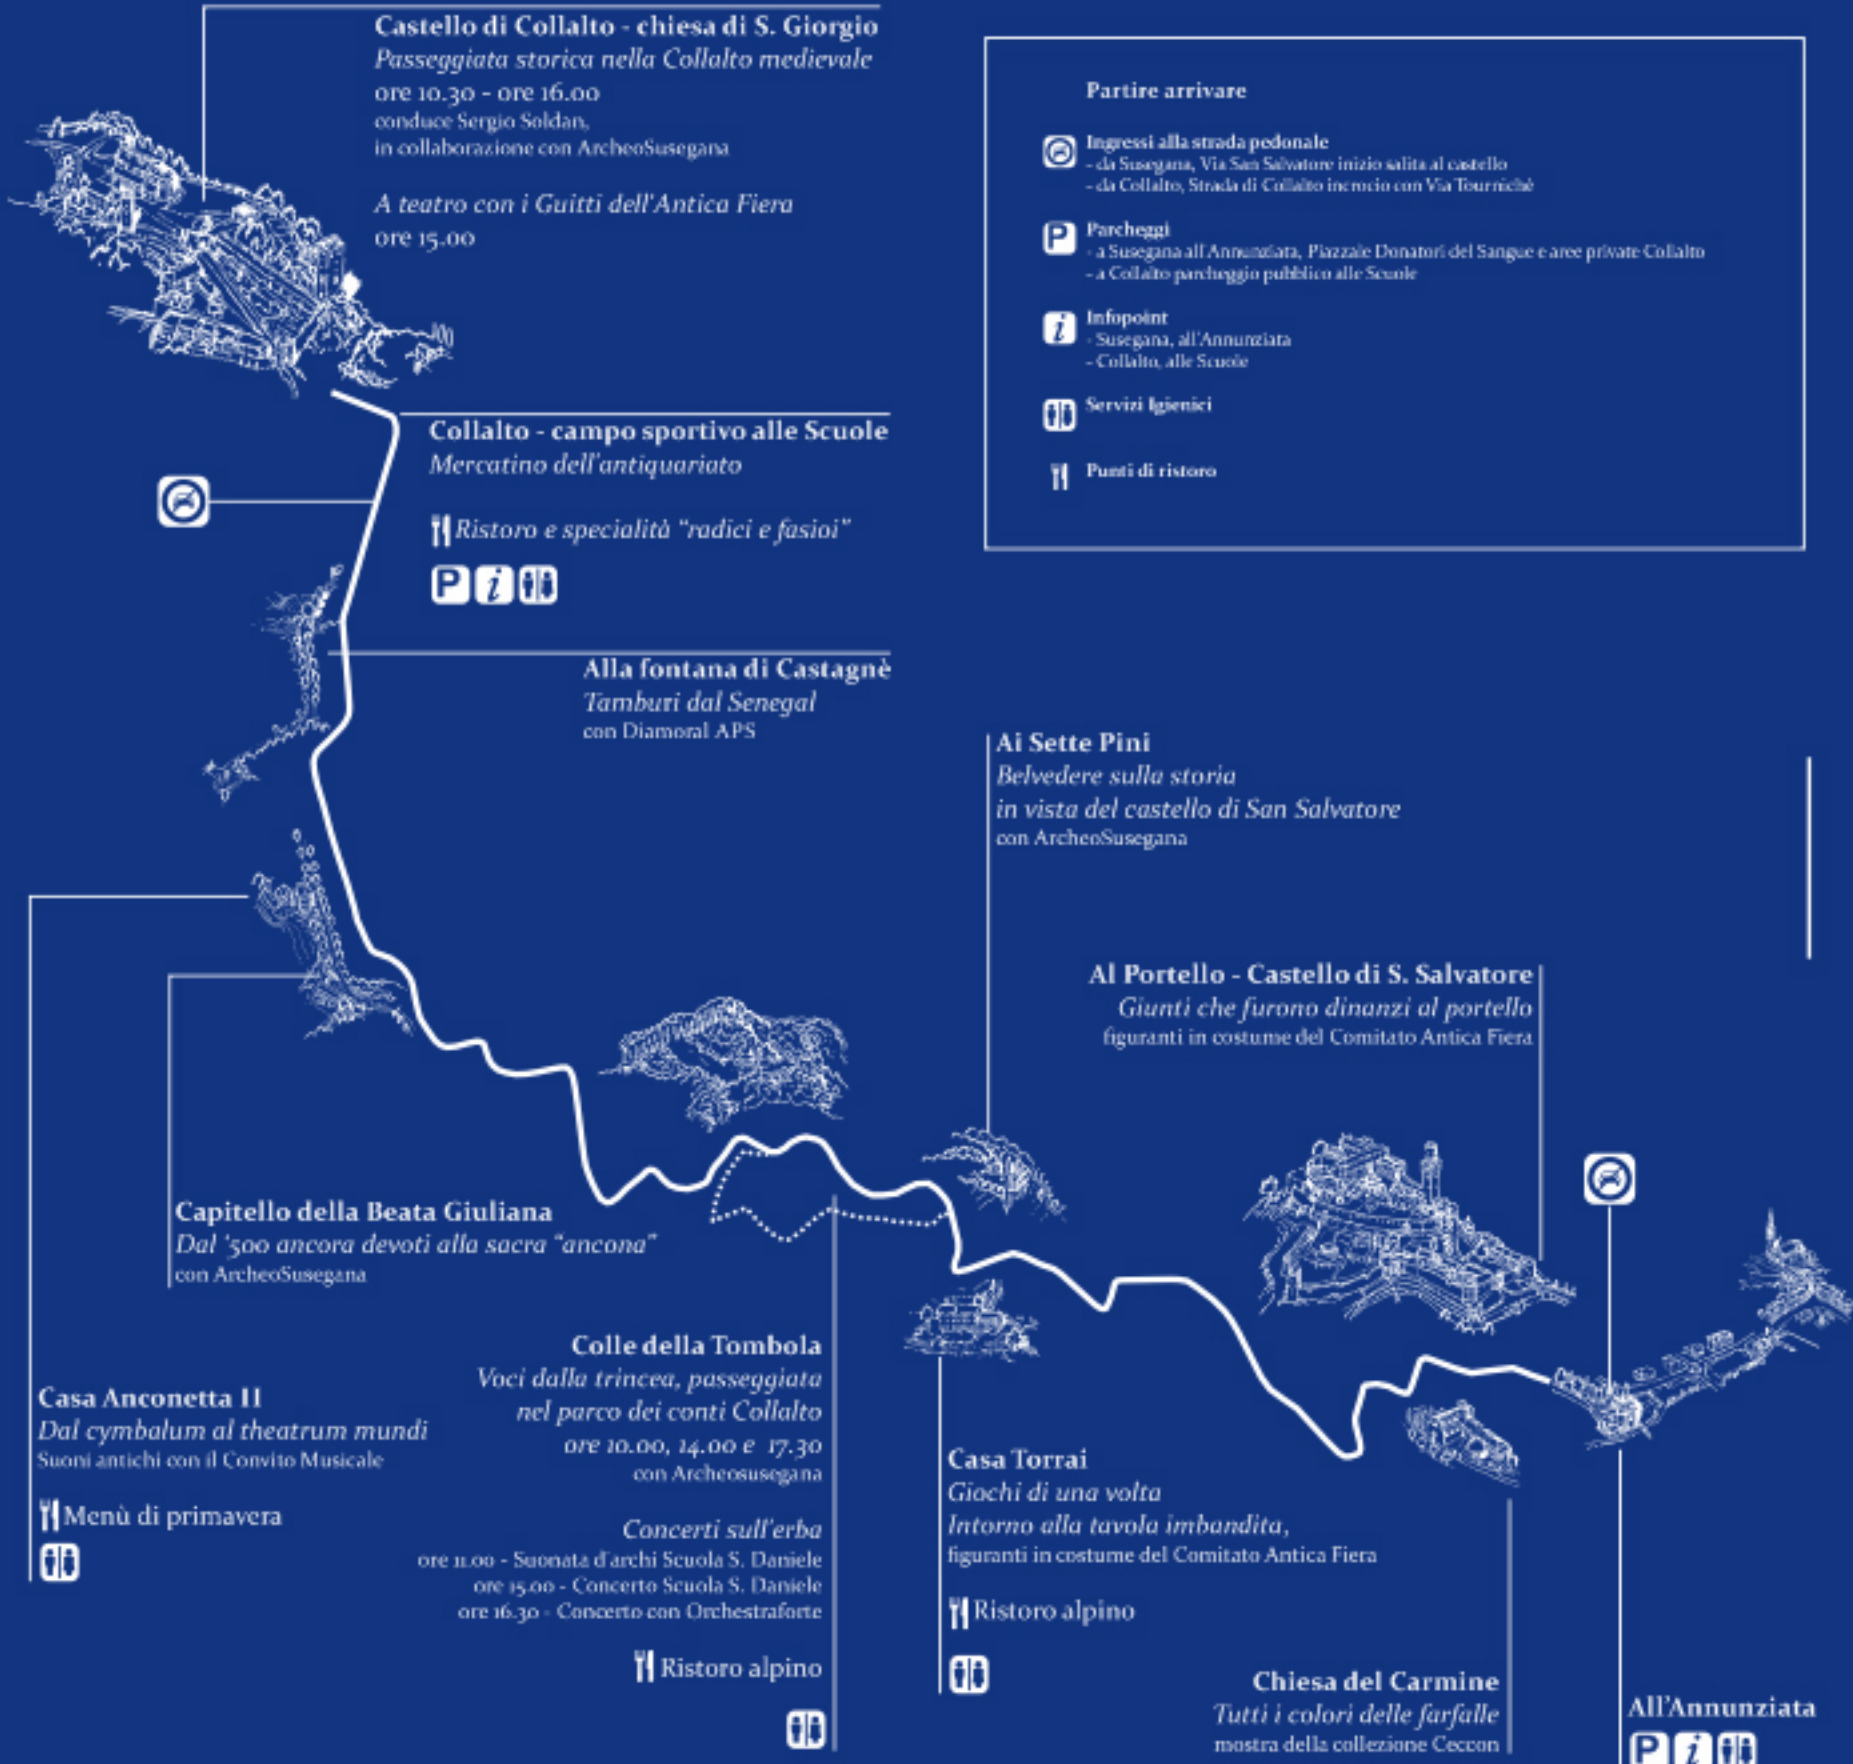 Castello di Collalto - chiesa di S. Giorgio
Passeggiata storica nella Collalto medievale
ore 10.30 - ore 16.00
conduce Sergio Soldan,
in collaborazione con ArcheoSusegana
A teatro con i Guitti dell'Antica Fiera
ore 15.00
Partire arrivare
Ingressi alla strada pedonale
- da Susegana, Via San Salvatore inizio salita al castello
- da Collalto, Strada di Collalto incrocio con Via Tournichè
P Parcheggi
- a Susegana all'Annunziata, Piazzale Donatori del Sangue e aree private Collalto
- a Collalto parcheggio pubblico alle Scuole
i Infopoint
- Susegana, all'Annunziata
- Collalto, alle Scuole
Servizi Igienici
Punti di ristoro
Collalto - campo sportivo alle Scuole
Mercatino dell'antiquariato
Ristoro e specialità "radici e fasioi"
P i
Alla fontana di Castagnè
Tamburi dal Senegal
con Diamoral APS
Ai Sette Pini
Belvedere sulla storia
in vista del castello di San Salvatore
con ArcheoSusegana
Al Portello - Castello di S. Salvatore
Giunti che furono dinanzi al portello
figuranti in costume del Comitato Antica Fiera
Capitello della Beata Giuliana
Dal '500 ancora devoti alla sacra "ancona"
con ArcheoSusegana
Casa Anconetta II
Dal cymbalum al theatrum mundi
Suoni antichi con il Convito Musicale
Menù di primavera
Colle della Tombola
Voci dalla trincea, passeggiata
nel parco dei conti Collalto
ore 10.00, 14.00 e 17.30
con Archeosusegana
Concerti sull'erba
ore 11.00 - Suonata d'archi Scuola S. Daniele
ore 15.00 - Concerto Scuola S. Daniele
ore 16.30 - Concerto con Orchestraforte
Ristoro alpino
Casa Torrai
Giochi di una volta
Intorno alla tavola imbandita,
figuranti in costume del Comitato Antica Fiera
Ristoro alpino
Chiesa del Carmine
Tutti i colori delle farfalle
mostra della collezione Ceccon
All'Annunziata
P i